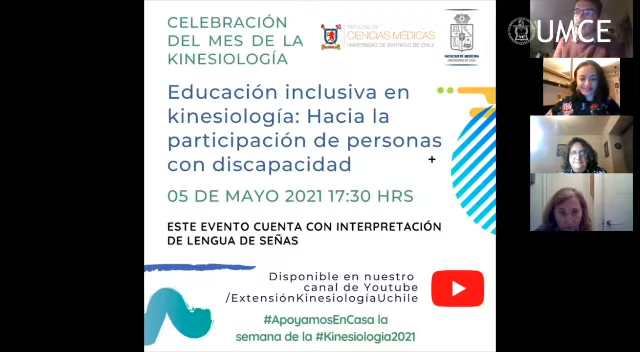 CELEBRACIÓN
DEL MES DE LA
KINESIOLOGÍA
FACULTAD DE
CIENCIAS MÉDICAS
UNIVERSIDAD DE SANTIAGO DE CHILE
UMCE
Educación inclusiva en
kinesiología: Hacia la
participación de personas
con discapacidad
05 DE MAYO 2021 17:30 HRS
ESTE EVENTO CUENTA CON INTERPRETACIÓN
DE LENGUA DE SEÑAS
Disponible en nuestro
canal de Youtube
/ExtensiónKinesiologíaUchile
#ApoyamosEnCasa la
semana de la #Kinesiologia2021